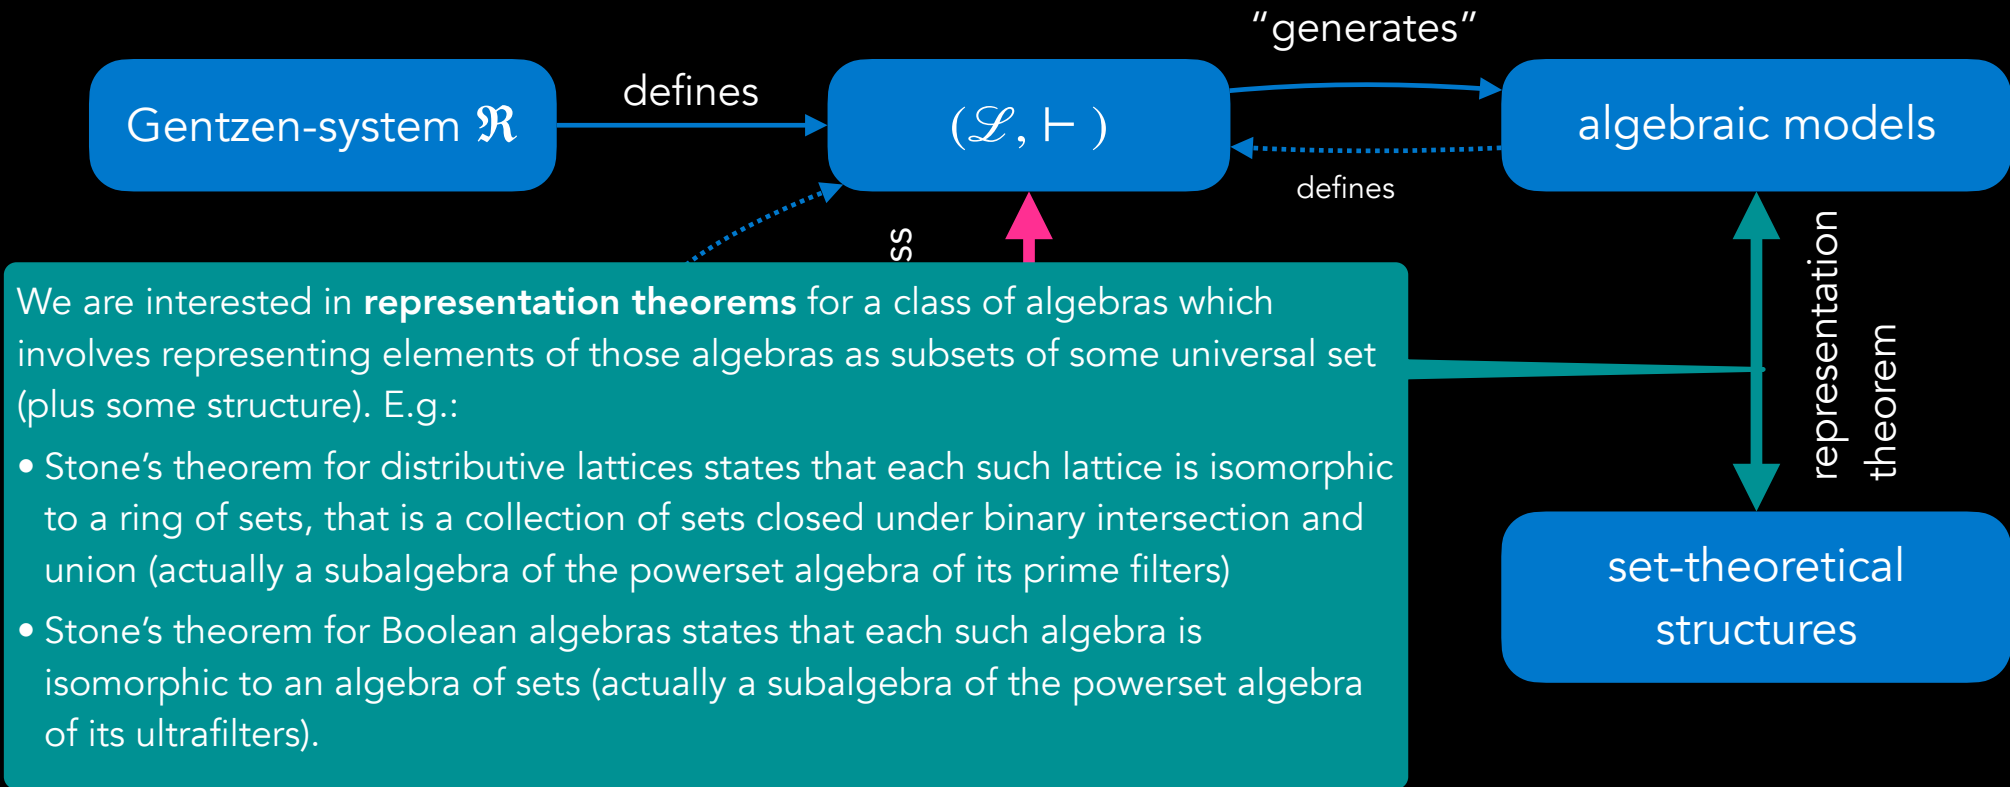 “generates”
defines
Gentzen-system ℜ
(ℒ, ⊢ )
algebraic models
defines
ss
representation
theorem
We are interested in representation theorems for a class of algebras which
involves representing elements of those algebras as subsets of some universal set
(plus some structure). E.g.:
• Stone’s theorem for distributive lattices states that each such lattice is isomorphic
to a ring of sets, that is a collection of sets closed under binary intersection and
union (actually a subalgebra of the powerset algebra of its prime filters)
• Stone’s theorem for Boolean algebras states that each such algebra is
isomorphic to an algebra of sets (actually a subalgebra of the powerset algebra
of its ultrafilters).
set-theoretical
structures